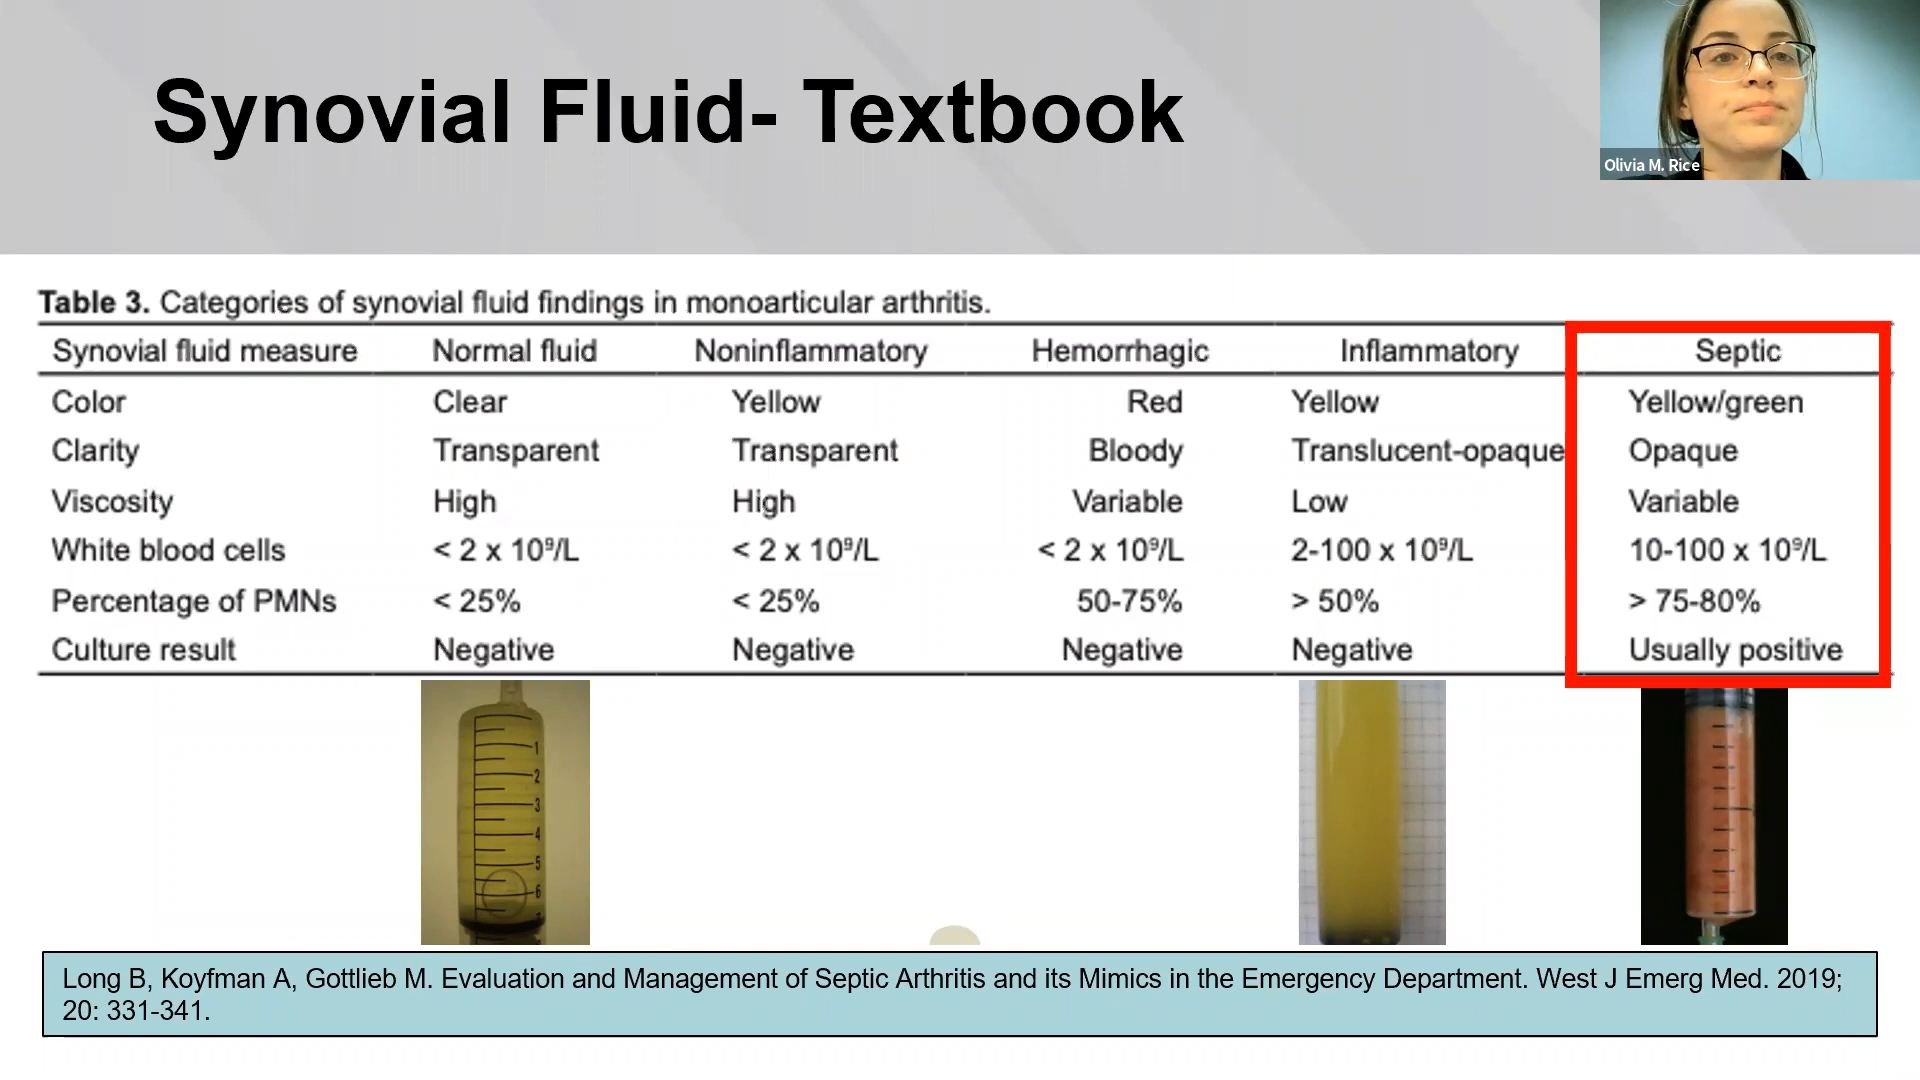 Synovial Fluid- Textbook
Olivia M. Rice
Table 3. Categories of synovial fluid findings in monoarticular arthritis.
Synovial fluid measure Normal fluid Noninflammatory Hemorrhagic Inflammatory Septic
Color Clear Yellow Red Yellow Yellow/green
Clarity Transparent Transparent Bloody Translucent-opaque Opaque
Viscosity High High Variable Low Variable
White blood cells < 2 x 10⁹/L < 2 x 10⁹/L < 2 x 10⁹/L 2-100 x 10⁹/L 10-100 x 10⁹/L
Percentage of PMNs < 25% < 25% 50-75% > 50% > 75-80%
Culture result Negative Negative Negative Negative Usually positive
1
2
3
4
5
6
Long B, Koyfman A, Gottlieb M. Evaluation and Management of Septic Arthritis and its Mimics in the Emergency Department. West J Emerg Med. 2019;
20: 331-341.